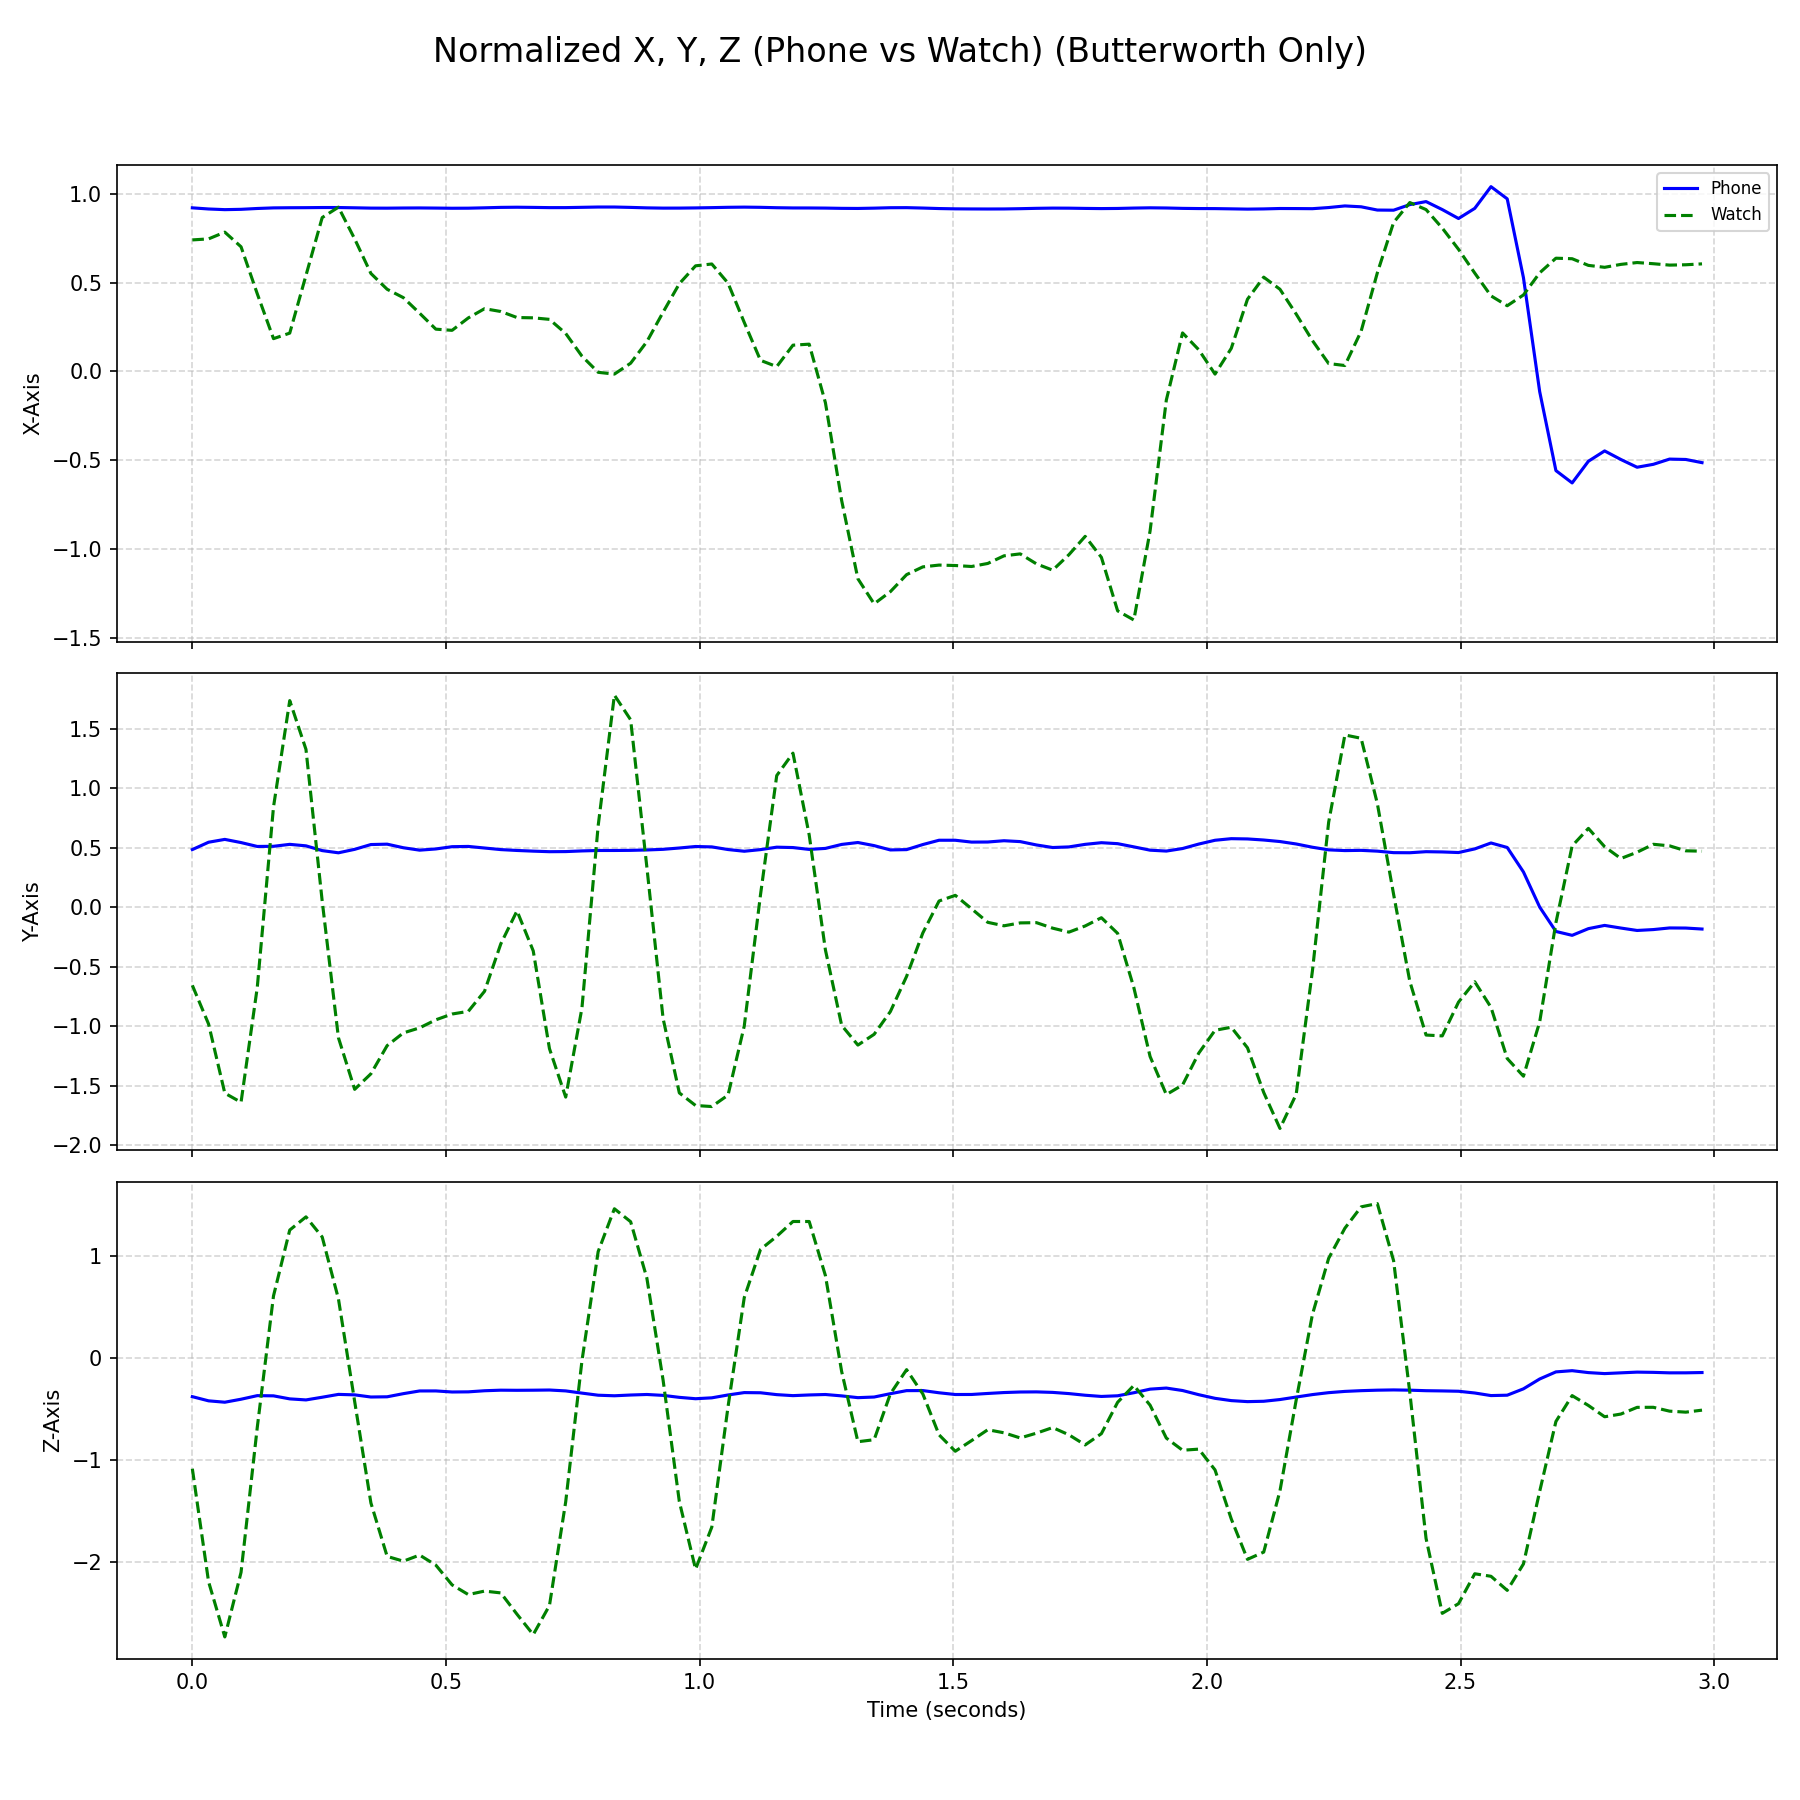 Normalized X, Y, Z (Phone vs Watch) (Butterworth Only)
Phone
Watch
1.0
0.5
0.0
−0.5
−1.0
−1.5
X-Axis
1.5
1.0
0.5
0.0
−0.5
−1.0
−1.5
−2.0
Y-Axis
1
0
−1
−2
Z-Axis
0.0 0.5 1.0 1.5 2.0 2.5 3.0
Time (seconds)